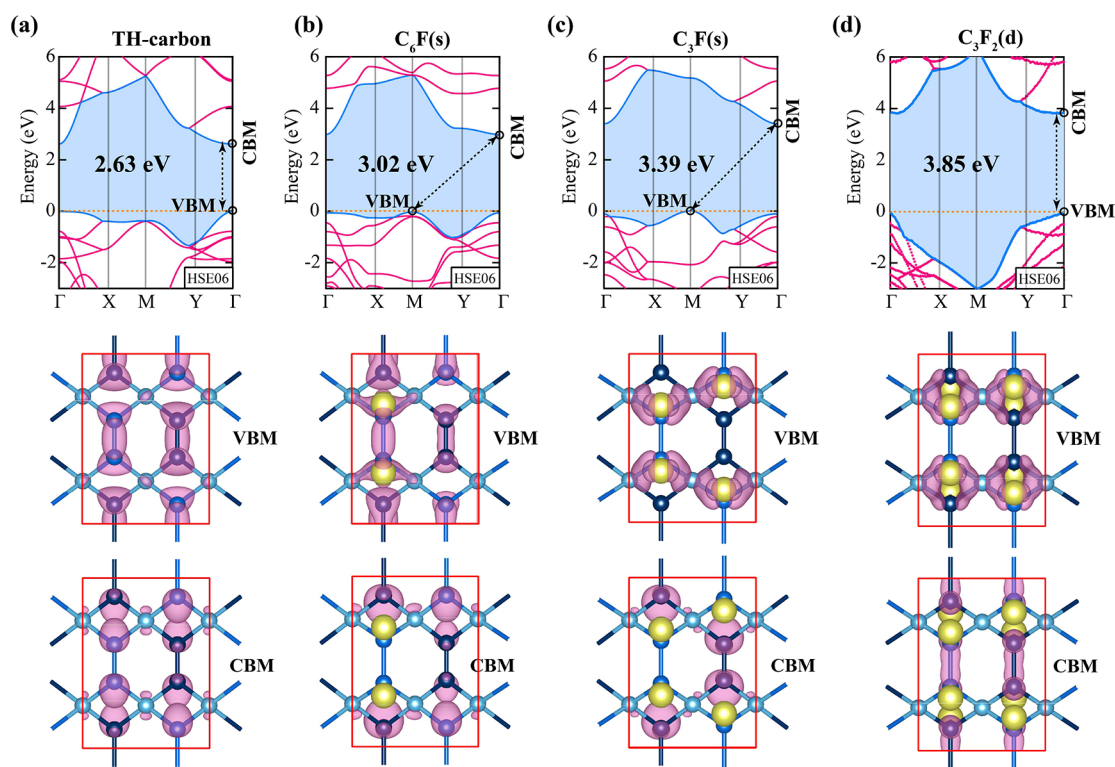 (a) TH-carbon
6
4
2
0
-2
Energy (eV)
2.63 eV
CBM
VBM
HSE06
Γ X M Y Γ
VBM
CBM
(b) C₆F(s)
6
4
2
0
-2
Energy (eV)
3.02 eV
CBM
VBM
HSE06
Γ X M Y Γ
VBM
CBM
(c) C₃F(s)
6
4
2
0
-2
Energy (eV)
3.39 eV
CBM
VBM
HSE06
Γ X M Y Γ
VBM
CBM
(d) C₃F₂(d)
6
4
2
0
-2
Energy (eV)
3.85 eV
CBM
VBM
HSE06
Γ X M Y Γ
VBM
CBM